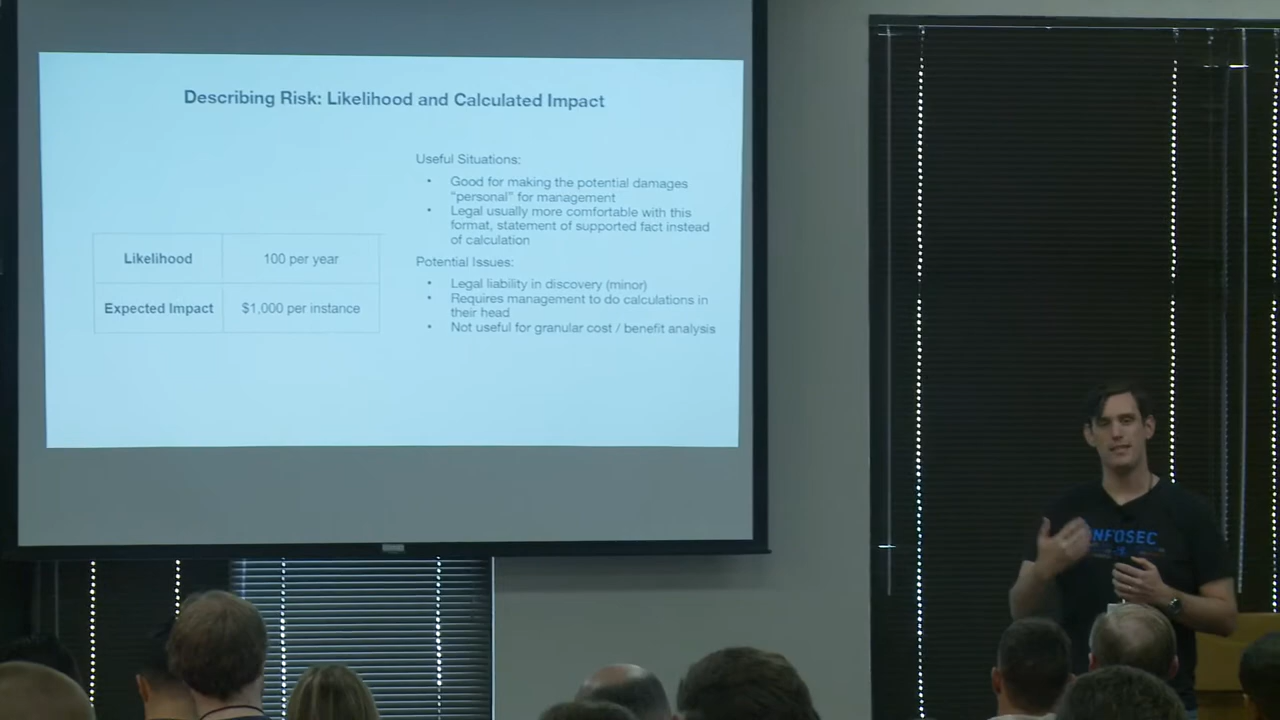 Describing Risk: Likelihood and Calculated Impact
Likelihood 100 per year
Expected Impact $1,000 per instance
Useful Situations:
• Good for making the potential damages
"personal" for management
• Legal usually more comfortable with this
format, statement of supported fact instead
of calculation
Potential Issues:
• Legal liability in discovery (minor)
• Requires management to do calculations in
their head
• Not useful for granular cost / benefit analysis
NFOSEC